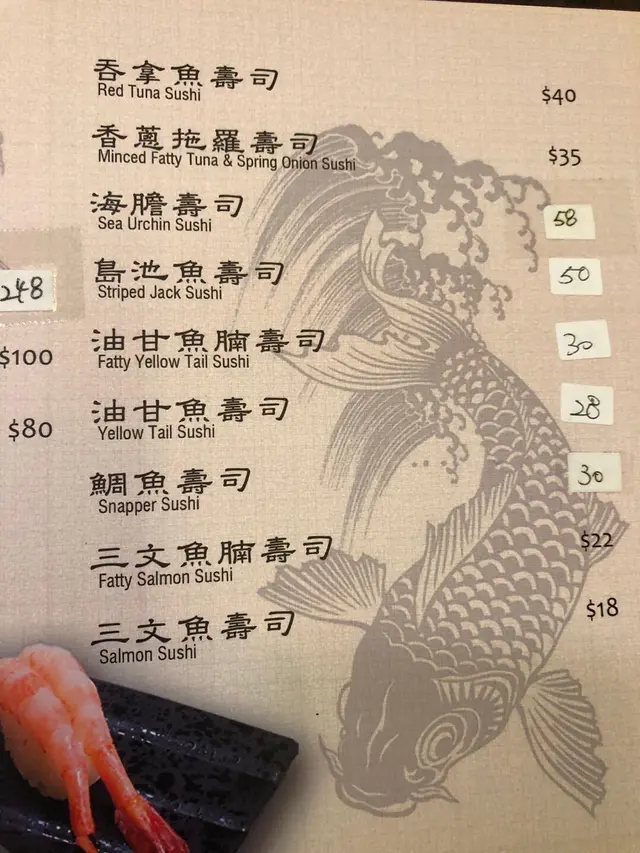 吞拿魚壽司
Red Tuna Sushi
$40
香蔥拖羅壽司
Minced Fatty Tuna & Spring Onion Sushi
$35
海膽壽司
Sea Urchin Sushi
58
島池魚壽司
Striped Jack Sushi
50
248
油甘魚腩壽司
Fatty Yellow Tail Sushi
30
$100
油甘魚壽司
Yellow Tail Sushi
28
$80
鯛魚壽司
Snapper Sushi
30
三文魚腩壽司
Fatty Salmon Sushi
$22
三文魚壽司
Salmon Sushi
$18